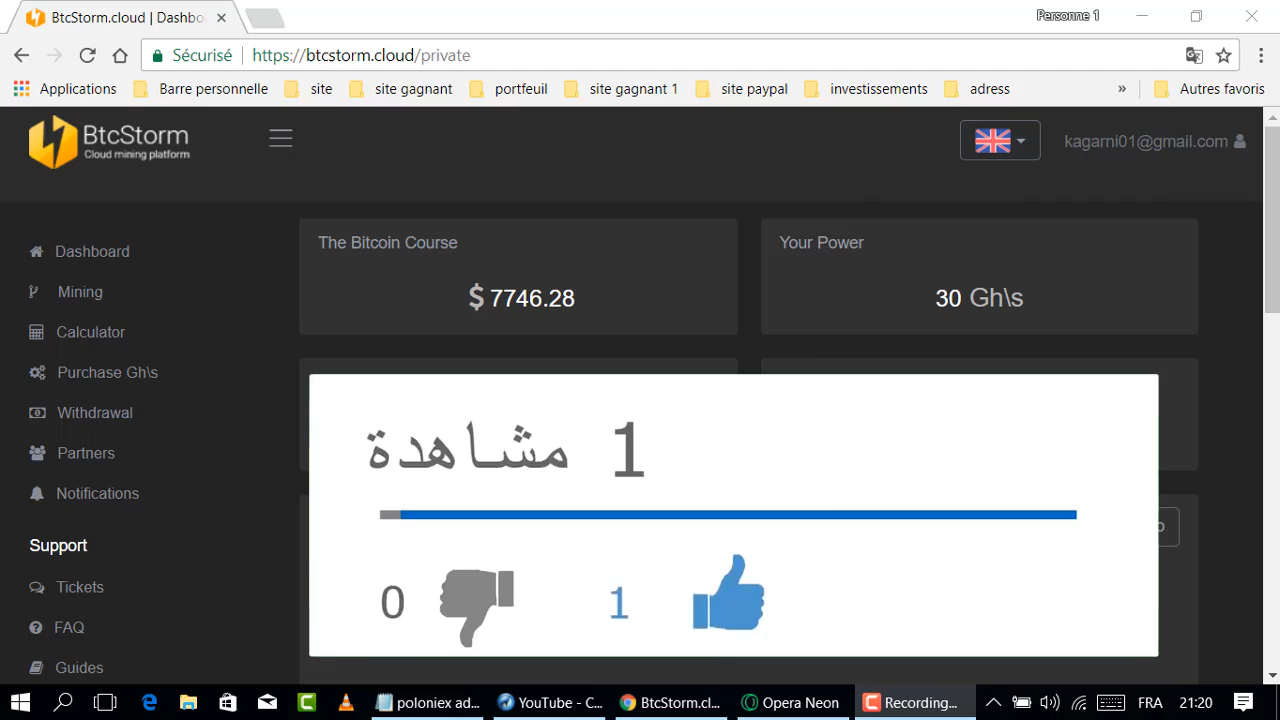 BtcStorm.cloud | Dashbo
Personne 1
Sécurisé
https://btcstorm.cloud/private
Applications
Barre personnelle
site
site gagnant
portfeuil
site gagnant 1
site paypal
investissements
adress
»
Autres favoris
BtcStorm
Cloud mining platform
kagarni01@gmail.com
Dashboard
Mining
Calculator
Purchase Gh\s
Withdrawal
Partners
Notifications
Support
Tickets
FAQ
Guides
The Bitcoin Course
$ 7746.28
Your Power
30 Gh\s
1 مشاهدة
0
1
poloniex ad...
YouTube - C...
BtcStorm.cl...
Opera Neon
Recording...
FRA
21:20